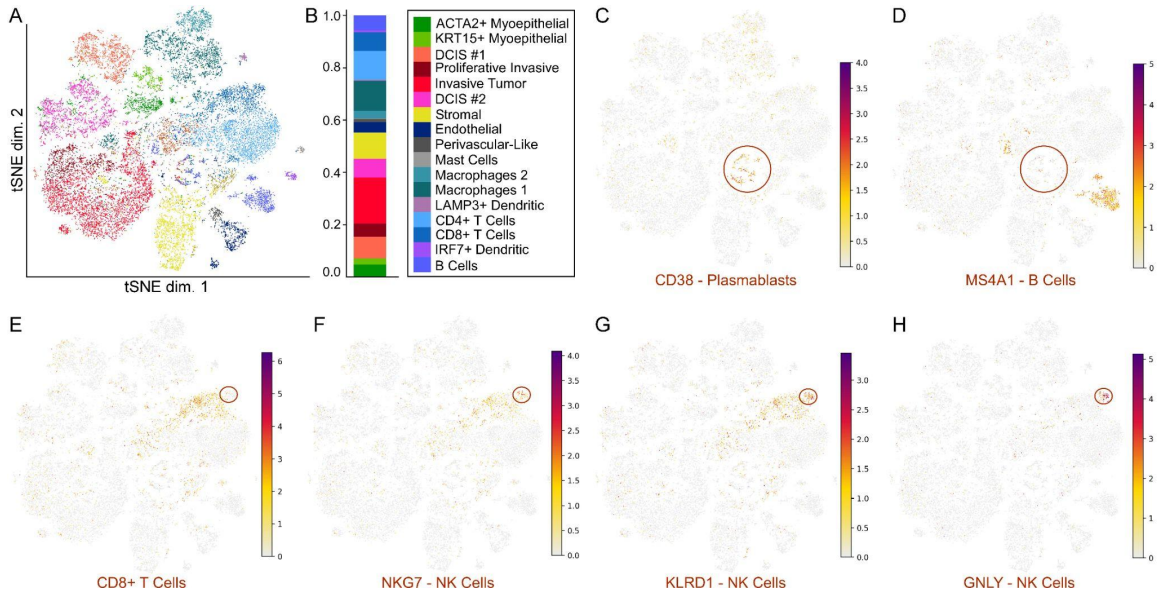 A
tSNE dim. 2
tSNE dim. 1
B
1.0
0.8
0.6
0.4
0.2
0.0
ACTA2+ Myoepithelial
KRT15+ Myoepithelial
DCIS #1
Proliferative Invasive
Invasive Tumor
DCIS #2
Stromal
Endothelial
Perivascular-Like
Mast Cells
Macrophages 2
Macrophages 1
LAMP3+ Dendritic
CD4+ T Cells
CD8+ T Cells
IRF7+ Dendritic
B Cells
C
4.0
3.5
3.0
2.5
2.0
1.5
1.0
0.5
0.0
CD38 - Plasmablasts
D
5
4
3
2
1
0
MS4A1 - B Cells
E
6
5
4
3
2
1
0
CD8+ T Cells
F
4.0
3.5
3.0
2.5
2.0
1.5
1.0
0.5
0.0
NKG7 - NK Cells
G
3.0
2.5
2.0
1.5
1.0
0.5
0.0
KLRD1 - NK Cells
H
5
4
3
2
1
0
GNLY - NK Cells